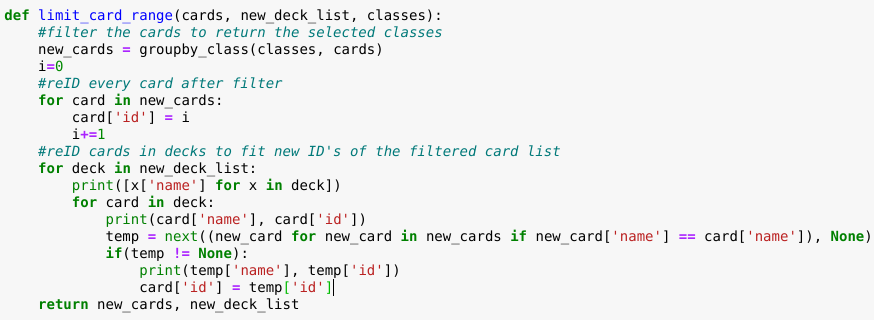 def limit_card_range(cards, new_deck_list, classes):
    #filter the cards to return the selected classes
    new_cards = groupby_class(classes, cards)
    i=0
    #reID every card after filter
    for card in new_cards:
        card['id'] = i
        i+=1
    #reID cards in decks to fit new ID's of the filtered card list
    for deck in new_deck_list:
        print([x['name'] for x in deck])
        for card in deck:
            print(card['name'], card['id'])
            temp = next((new_card for new_card in new_cards if new_card['name'] == card['name']), None)
            if(temp != None):
                print(temp['name'], temp['id'])
                card['id'] = temp['id']
    return new_cards, new_deck_list